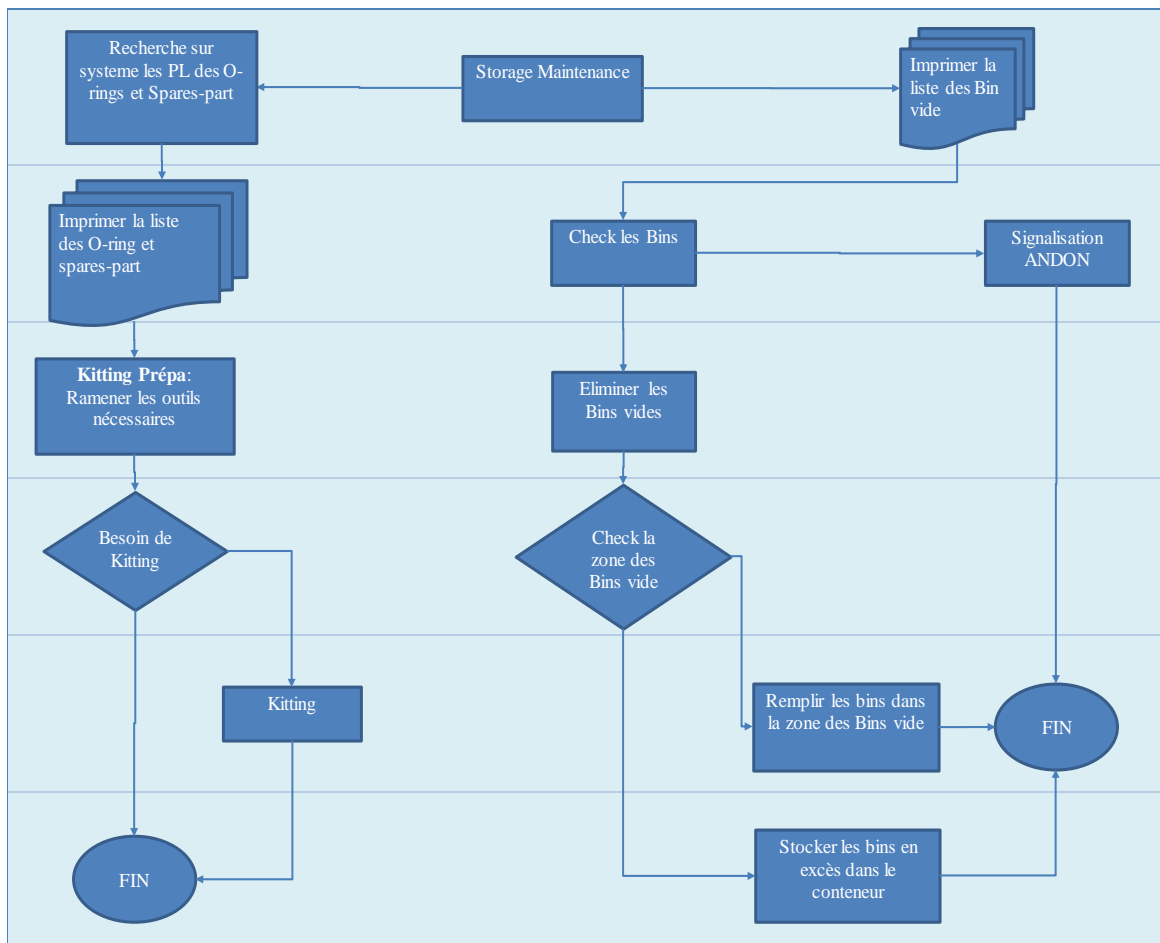 Recherche sur
systeme les PL des O-
rings et Spares-part
Storage Maintenance
Imprimer la
liste des Bin
vide
Imprimer la liste
des O-ring et
spares-part
Check les Bins
Signalisation
ANDON
Kitting Prépa:
Ramener les outils
nécessaires
Eliminer les
Bins vides
Besoin de
Kitting
Check la
zone des
Bins vide
Kitting
Remplir les bins dans
la zone des Bins vide
FIN
Stocker les bins en
excès dans le
conteneur
FIN